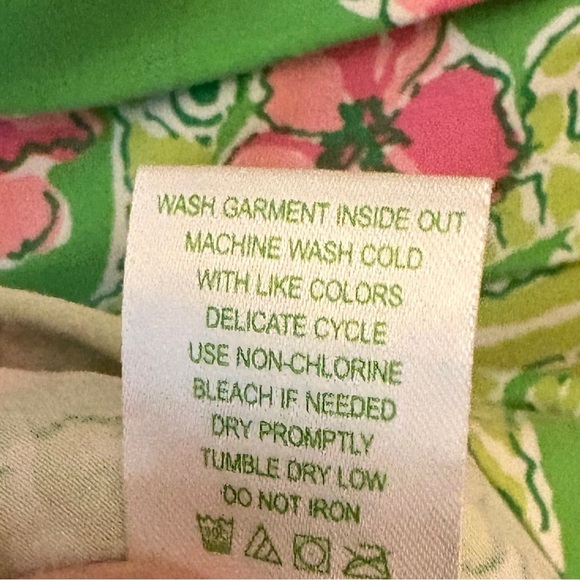 WASH GARMENT INSIDE OUT
MACHINE WASH COLD
WITH LIKE COLORS
DELICATE CYCLE
USE NON-CHLORINE
BLEACH IF NEEDED
DRY PROMPTLY
TUMBLE DRY LOW
DO NOT IRON